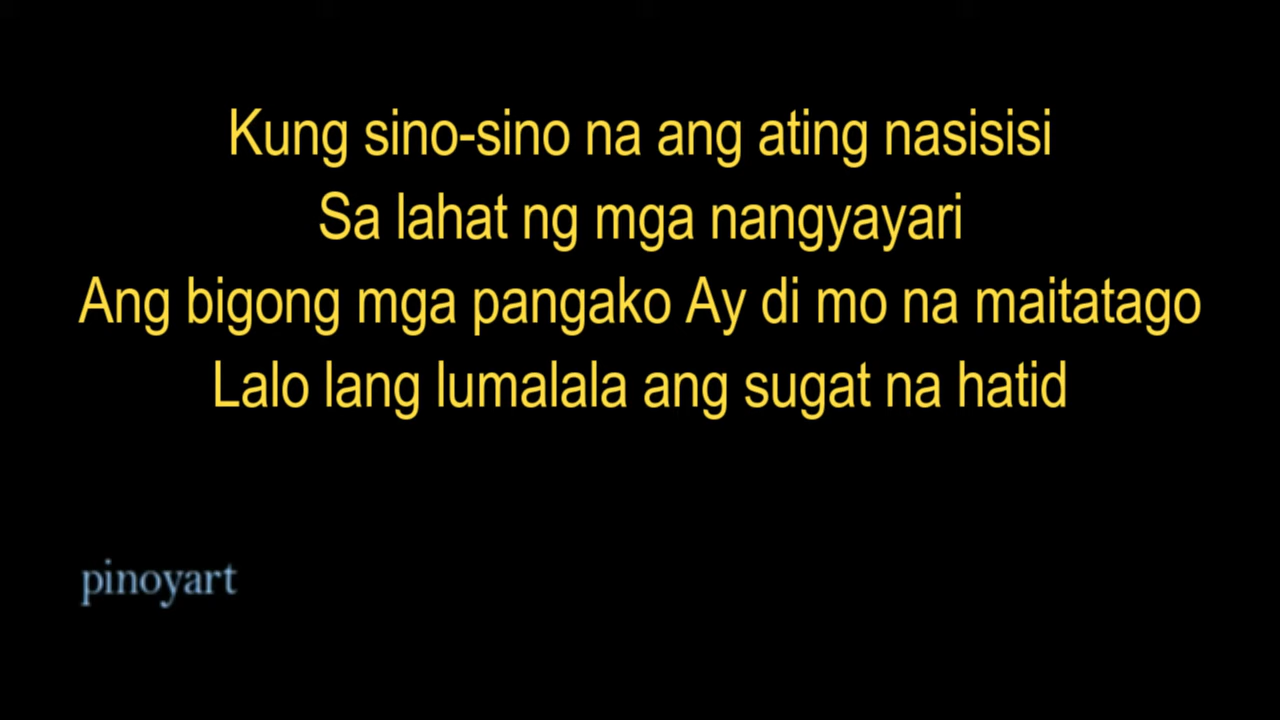 Kung sino-sino na ang ating nasisisi
Sa lahat ng mga nangyayari
Ang bigong mga pangako Ay di mo na maitatago
Lalo lang lumalala ang sugat na hatid
pinoyart